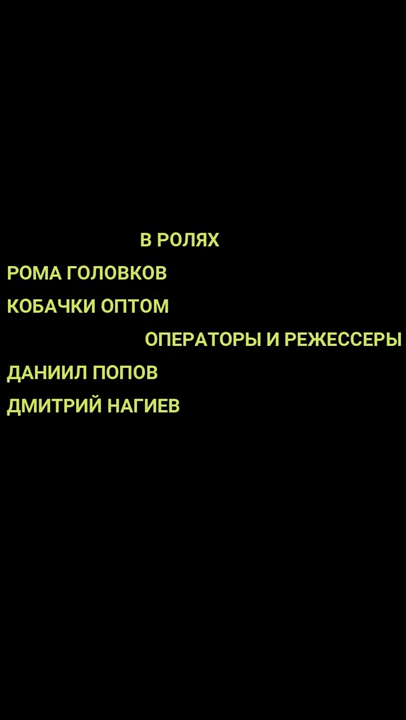 В РОЛЯХ
РОМА ГОЛОВКОВ
КОБАЧКИ ОПТОМ
ОПЕРАТОРЫ И РЕЖЕССЕРЫ
ДАНИИЛ ПОПОВ
ДМИТРИЙ НАГИЕВ